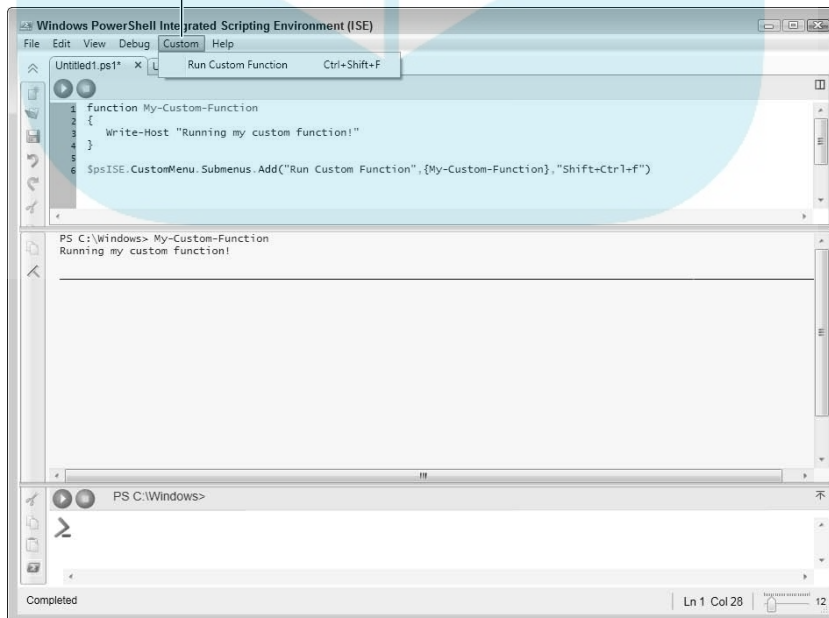 Windows PowerShell Integrated Scripting Environment (ISE)
File Edit View Debug Custom Help
Untitled1.ps1* X U
Run Custom Function Ctrl+Shift+F
1 function My-Custom-Function
2 {
3 Write-Host "Running my custom function!"
4 }
5
6 $psISE.CustomMenu.Submenus.Add("Run Custom Function",{My-Custom-Function},"Shift+Ctrl+f")
PS C:\Windows> My-Custom-Function
Running my custom function!
PS C:\Windows>
Completed
Ln 1 Col 28
12